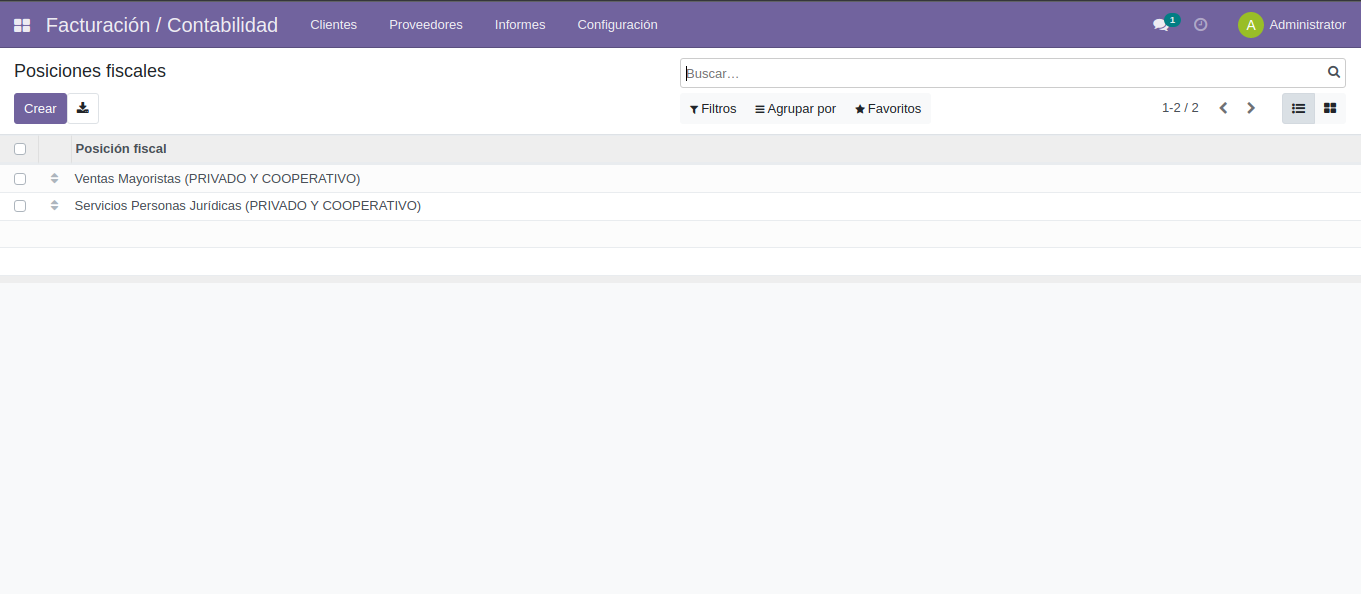 Facturación / Contabilidad Clientes Proveedores Informes Configuración 1 A Administrator
Posiciones fiscales Buscar...
Crear Filtros Agrupar por Favoritos 1-2 / 2
Posición fiscal
Ventas Mayoristas (PRIVADO Y COOPERATIVO)
Servicios Personas Jurídicas (PRIVADO Y COOPERATIVO)